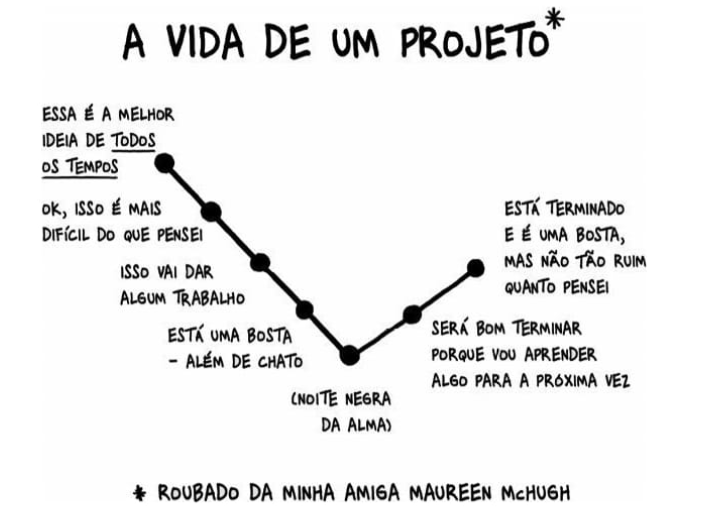 A VIDA DE UM PROJETO*
ESSA É A MELHOR
IDEIA DE TODOS
OS TEMPOS
OK, ISSO É MAIS
DIFÍCIL DO QUE PENSEI
ISSO VAI DAR
ALGUM TRABALHO
ESTÁ UMA BOSTA
- ALÉM DE CHATO
(NOITE NEGRA
DA ALMA)
SERÁ BOM TERMINAR
PORQUE VOU APRENDER
ALGO PARA A PRÓXIMA VEZ
ESTÁ TERMINADO
E É UMA BOSTA,
MAS NÃO TÃO RUIM
QUANTO PENSEI
* ROUBADO DA MINHA AMIGA MAUREEN McHUGH